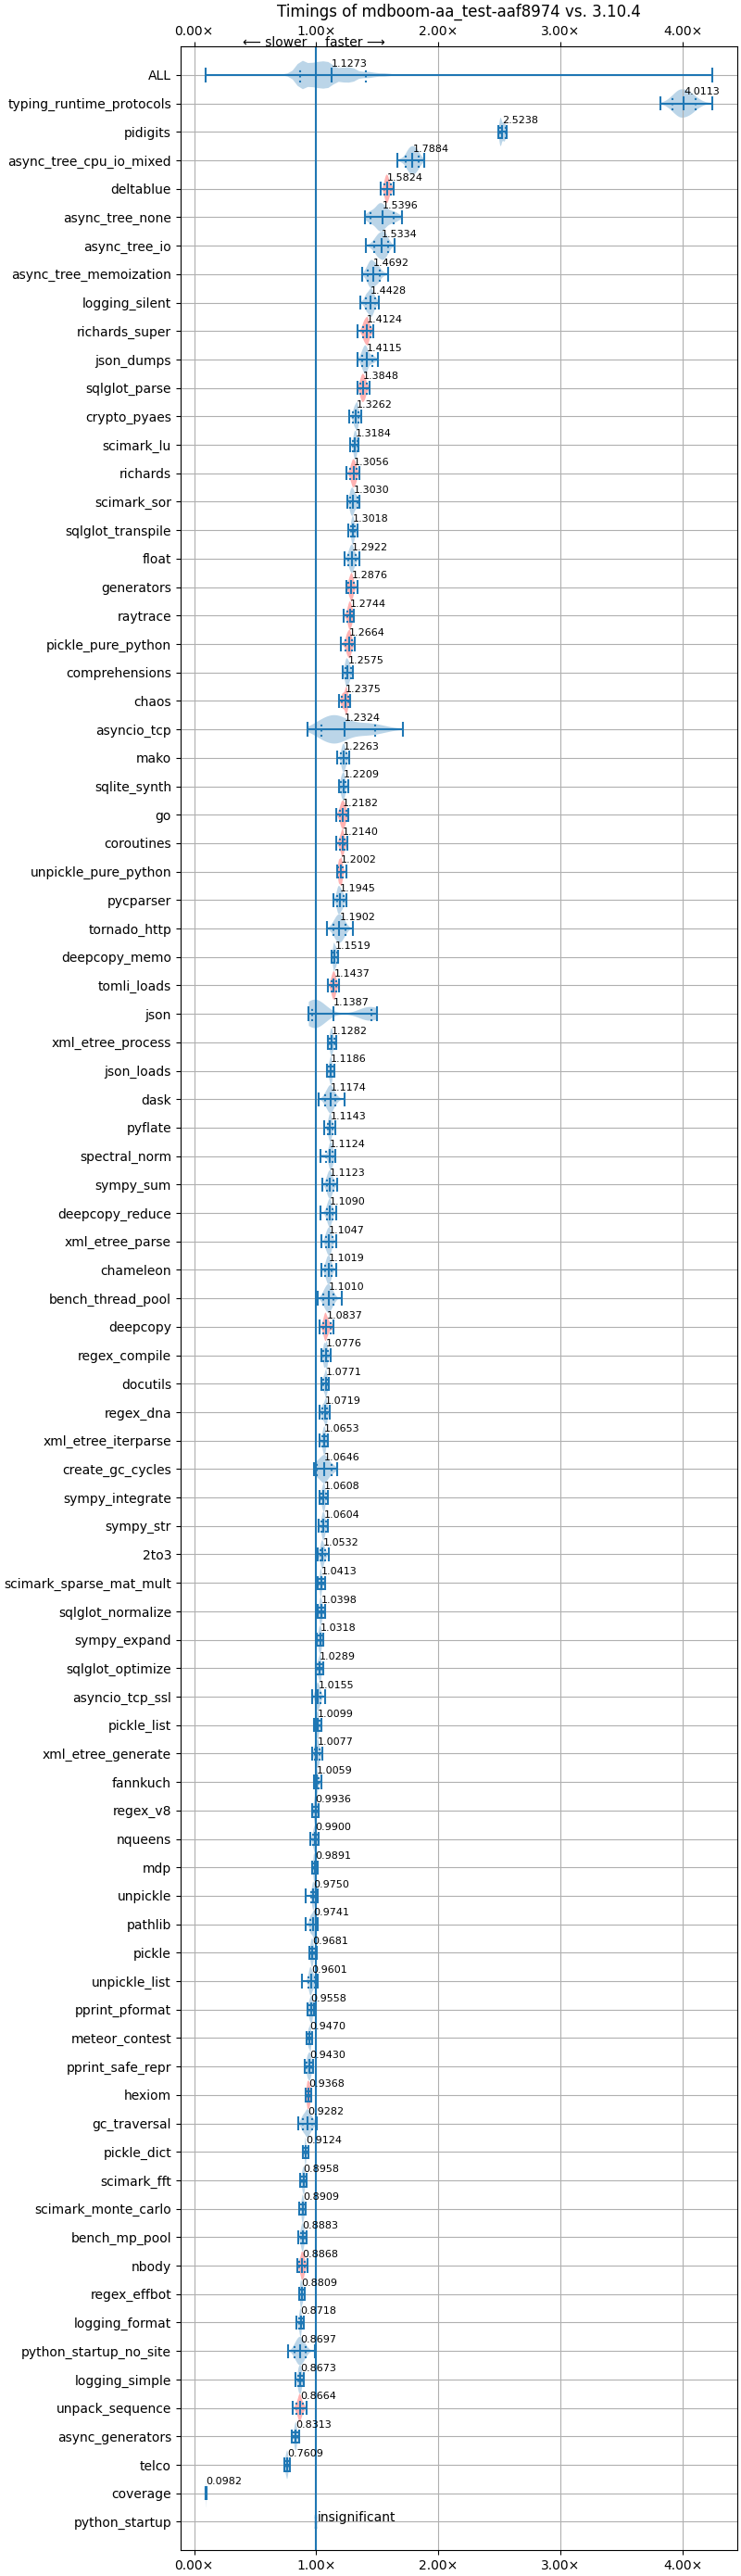 Timings of mdboom-aa_test-aaf8974 vs. 3.10.4
0.00× 1.00× 2.00× 3.00× 4.00×
⟵ slower faster ⟶
ALL 1.1273
typing_runtime_protocols 4.0113
pidigits 2.5238
async_tree_cpu_io_mixed 1.7884
deltablue 1.5824
async_tree_none 1.5396
async_tree_io 1.5334
async_tree_memoization 1.4692
logging_silent 1.4428
richards_super 1.4124
json_dumps 1.4115
sqlglot_parse 1.3848
crypto_pyaes 1.3262
scimark_lu 1.3184
richards 1.3056
scimark_sor 1.3030
sqlglot_transpile 1.3018
float 1.2922
generators 1.2876
raytrace 1.2744
pickle_pure_python 1.2664
comprehensions 1.2575
chaos 1.2375
asyncio_tcp 1.2324
mako 1.2263
sqlite_synth 1.2209
go 1.2182
coroutines 1.2140
unpickle_pure_python 1.2002
pycparser 1.1945
tornado_http 1.1902
deepcopy_memo 1.1519
tomli_loads 1.1437
json 1.1387
xml_etree_process 1.1282
json_loads 1.1186
dask 1.1174
pyflate 1.1143
spectral_norm 1.1124
sympy_sum 1.1123
deepcopy_reduce 1.1090
xml_etree_parse 1.1047
chameleon 1.1019
bench_thread_pool 1.1010
deepcopy 1.0837
regex_compile 1.0776
docutils 1.0771
regex_dna 1.0719
xml_etree_iterparse 1.0653
create_gc_cycles 1.0646
sympy_integrate 1.0608
sympy_str 1.0604
2to3 1.0532
scimark_sparse_mat_mult 1.0413
sqlglot_normalize 1.0398
sympy_expand 1.0318
sqlglot_optimize 1.0289
asyncio_tcp_ssl 1.0155
pickle_list 1.0099
xml_etree_generate 1.0077
fannkuch 1.0059
regex_v8 0.9936
nqueens 0.9900
mdp 0.9891
unpickle 0.9750
pathlib 0.9741
pickle 0.9681
unpickle_list 0.9601
pprint_pformat 0.9558
meteor_contest 0.9470
pprint_safe_repr 0.9430
hexiom 0.9368
gc_traversal 0.9282
pickle_dict 0.9124
scimark_fft 0.8958
scimark_monte_carlo 0.8909
bench_mp_pool 0.8883
nbody 0.8868
regex_effbot 0.8809
logging_format 0.8718
python_startup_no_site 0.8697
logging_simple 0.8673
unpack_sequence 0.8664
async_generators 0.8313
telco 0.7609
coverage 0.0982
python_startup insignificant
0.00× 1.00× 2.00× 3.00× 4.00×